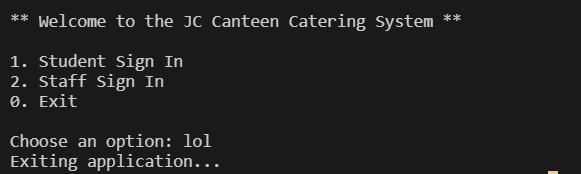 ** Welcome to the JC Canteen Catering System **
1. Student Sign In
2. Staff Sign In
0. Exit
Choose an option: lol
Exiting application...